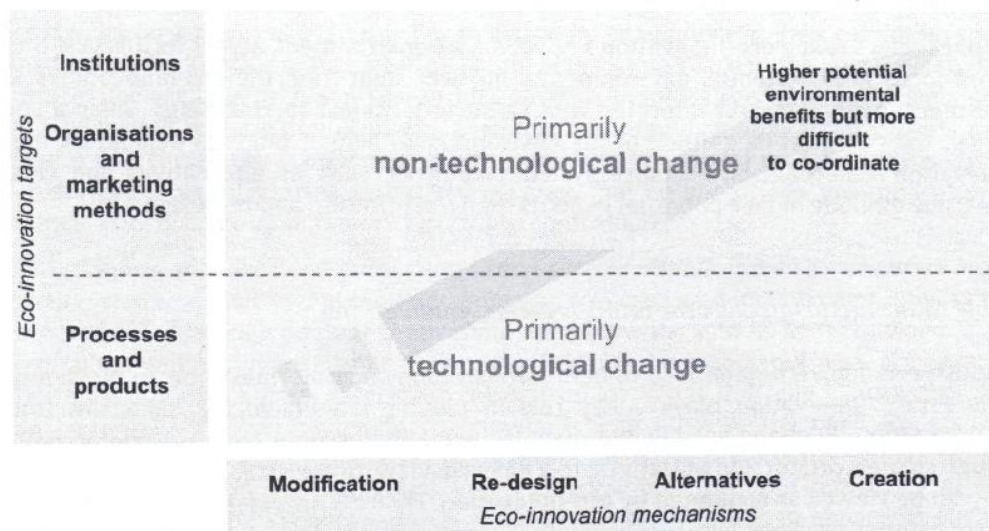 Eco-innovation targets
Institutions
Organisations
and
marketing
methods
Processes
and
products
Primarily
non-technological change
Higher potential
environmental
benefits but more
difficult
to co-ordinate
Primarily
technological change
Modification Re-design Alternatives Creation
Eco-innovation mechanisms